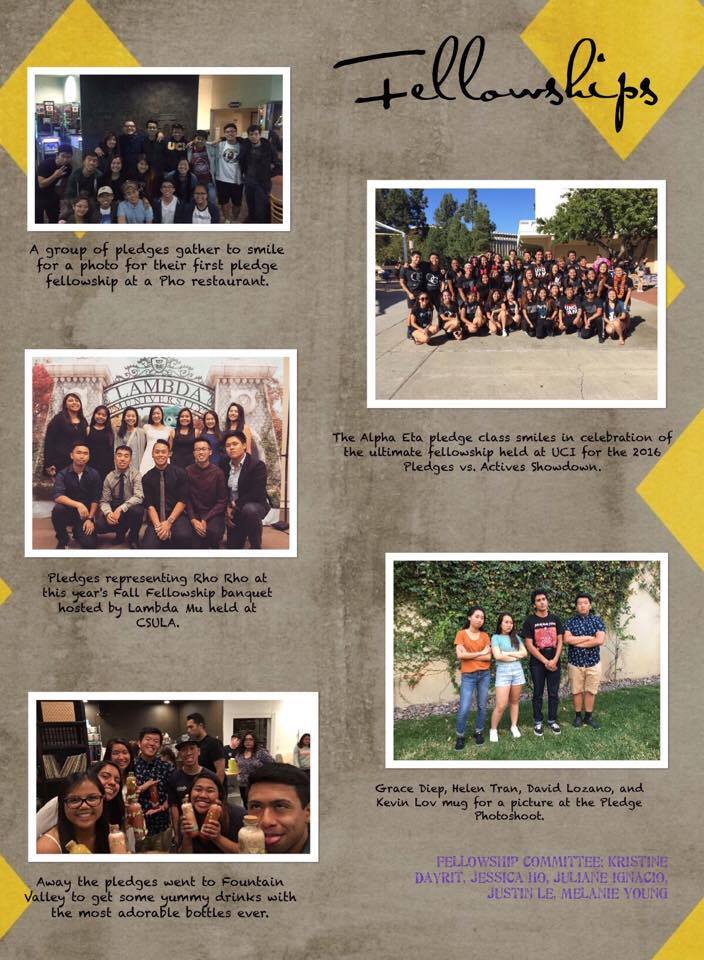 Fellowships
A group of pledges gather to smile
for a photo for their first pledge
fellowship at a Pho restaurant.
UCI
The Alpha Eta pledge class smiles in celebration of
the ultimate fellowship held at UCI for the 2016
Pledges vs. Actives Showdown.
LAMBDA
MU UNIVERSITY
Pledges representing Rho Rho at
this year's Fall Fellowship banquet
hosted by Lambda Mu held at
CSULA.
Grace Diep, Helen Tran, David Lozano, and
Kevin Lov mug for a picture at the Pledge
Photoshoot.
Away the pledges went to Fountain
Valley to get some yummy drinks with
the most adorable bottles ever.
FELLOWSHIP COMMITTEE: KRISTINE
DAYRIT, JESSICA HO, JULIANE IGNACIO,
JUSTIN LE, MELANIE YOUNG